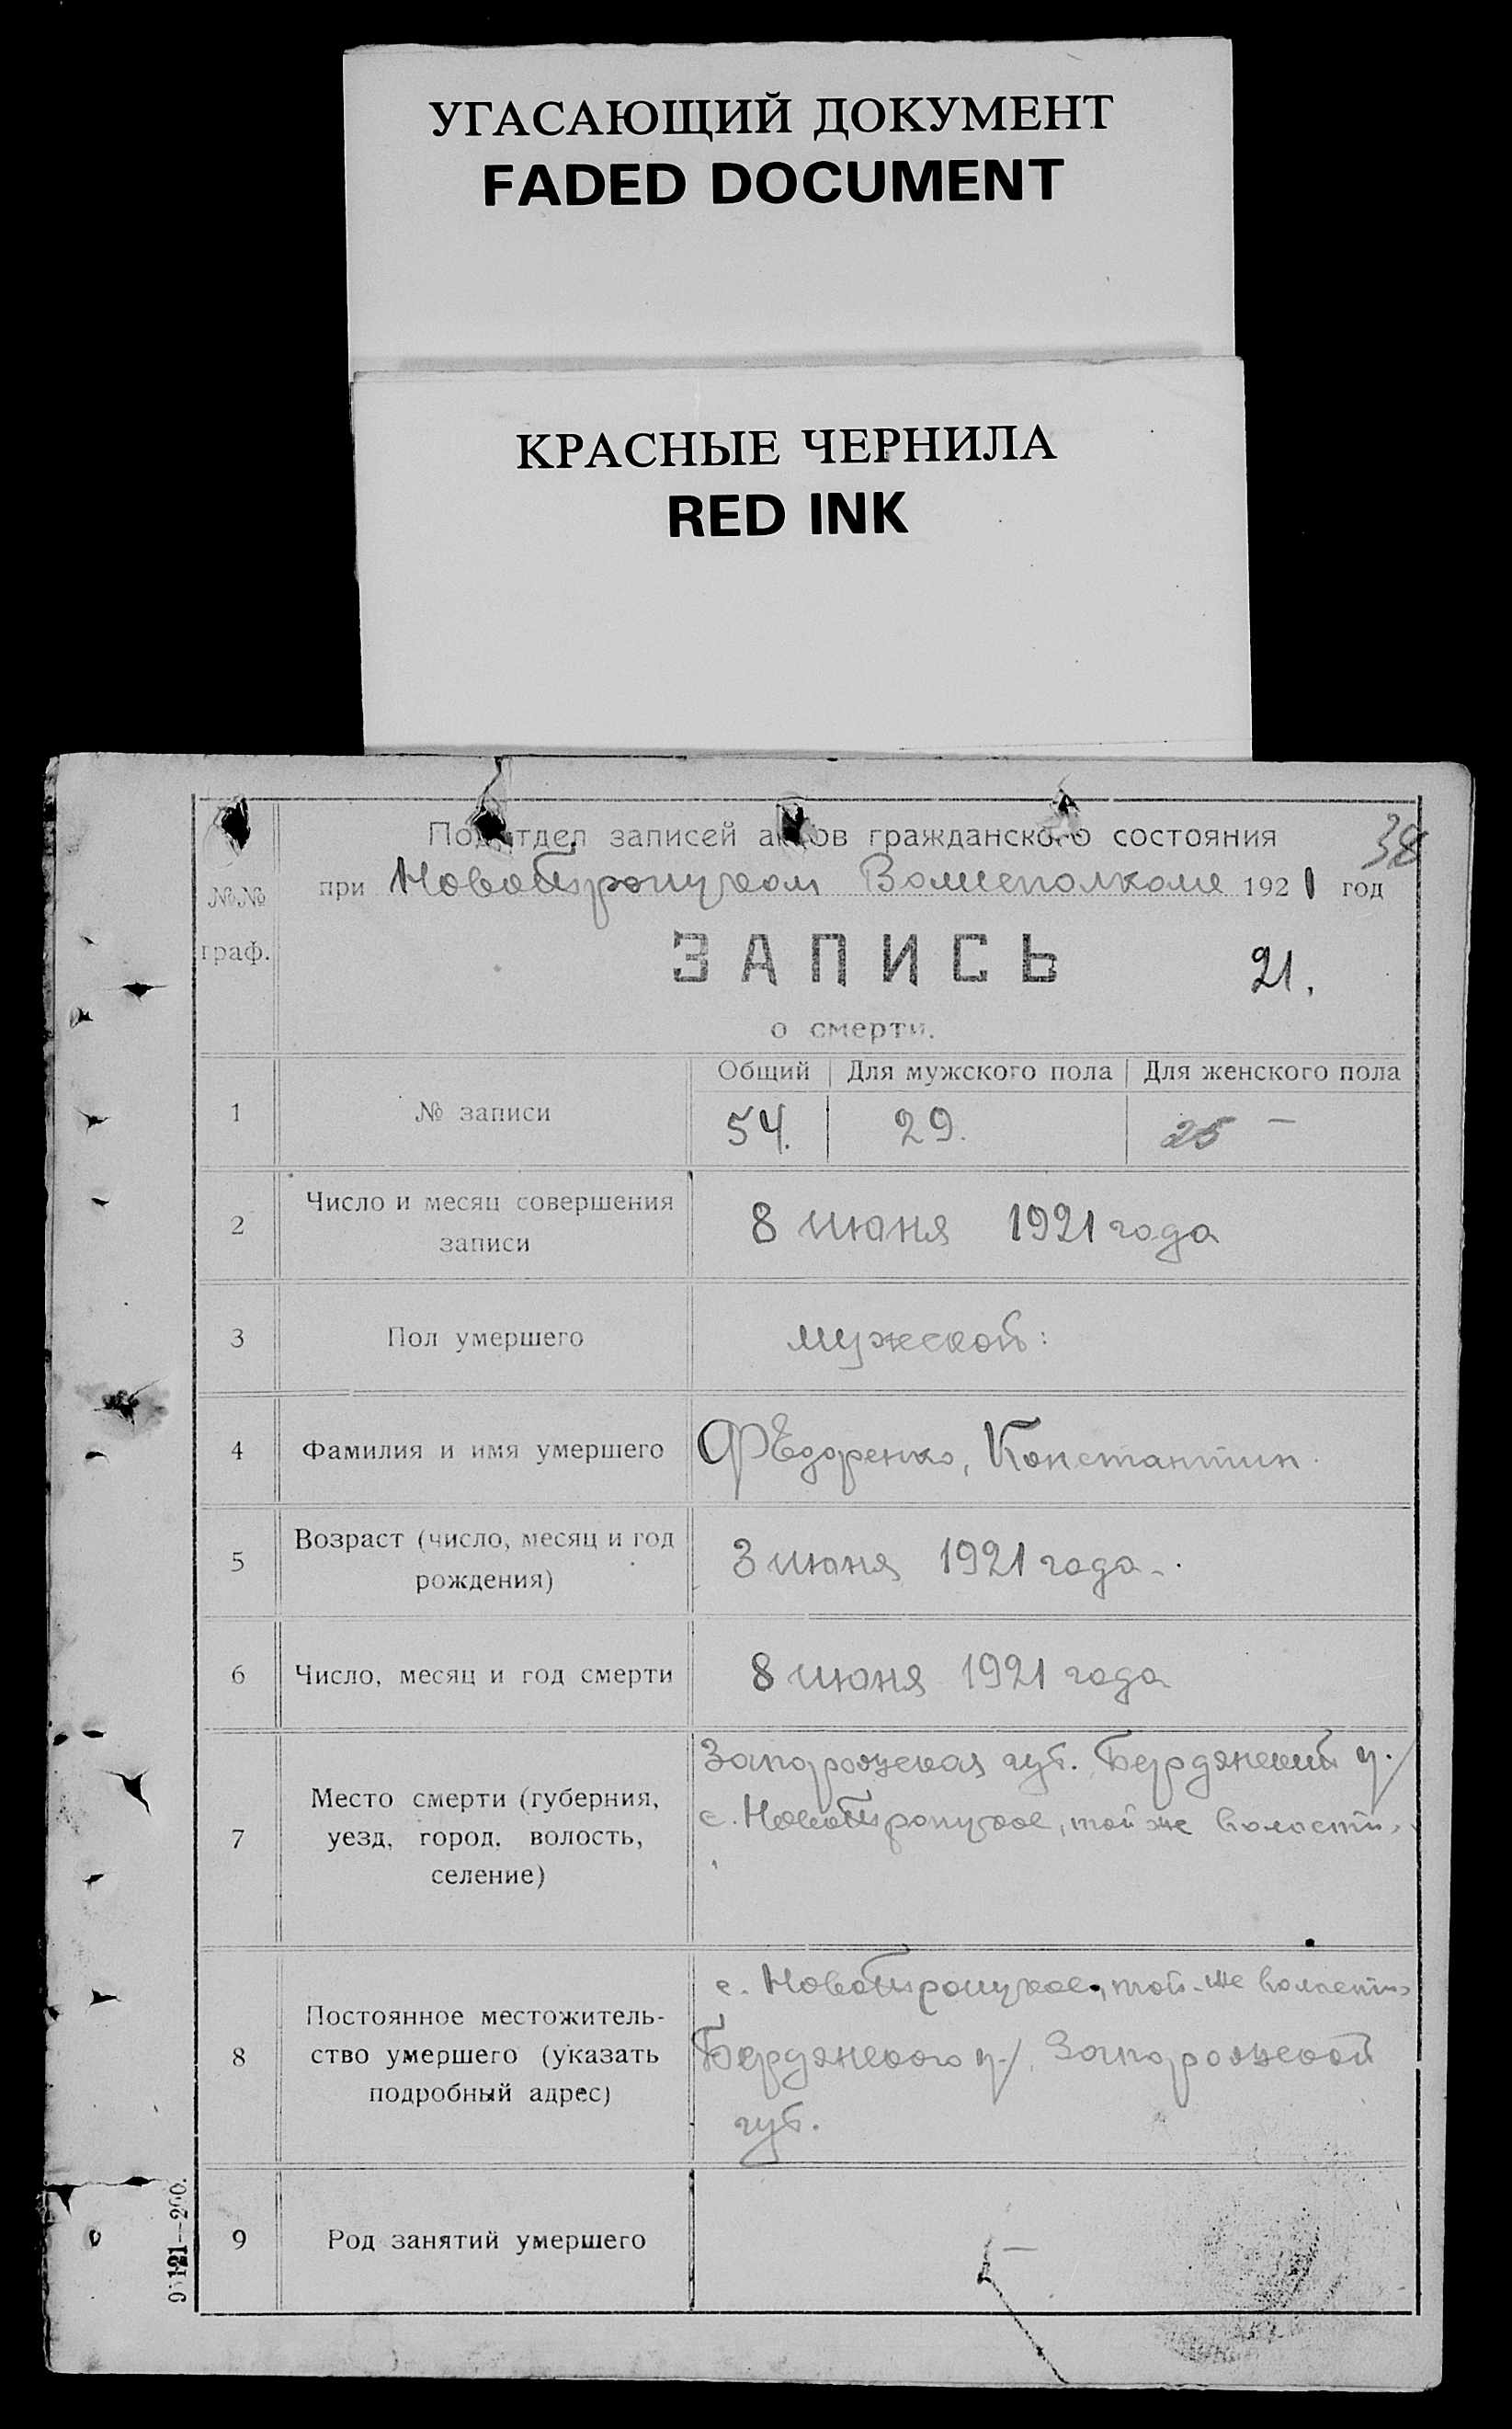 УГАСАЮЩИЙ ДОКУМЕНТ
FADED DOCUMENT
КРАСНЫЕ ЧЕРНИЛА
RED INK
Подотдел записей актов гражданского состояния
38
№№
граф.
при Новотроицком Волисполкоме 1921 год
ЗАПИСЬ
21.
о смерти.
Общий Для мужского пола Для женского пола
1 № записи 54. 29. 25 —
2 Число и месяц совершения
записи
8 июня 1921 года
3 Пол умершего мужской:
4 Фамилия и имя умершего Федоренко, Константин.
5 Возраст (число, месяц и год
рождения)
3 июня 1921 года.
6 Число, месяц и год смерти 8 июня 1921 года
7 Место смерти (губерния,
уезд, город, волость,
селение)
Запорожская губ. Бердянский у./
с. Новотроицкое, той же волости.
8 Постоянное местожитель-
ство умершего (указать
подробный адрес)
с. Новотроицкое, той-же волости
Бердянского у./ Запорожской
губ.
9 Род занятий умершего —